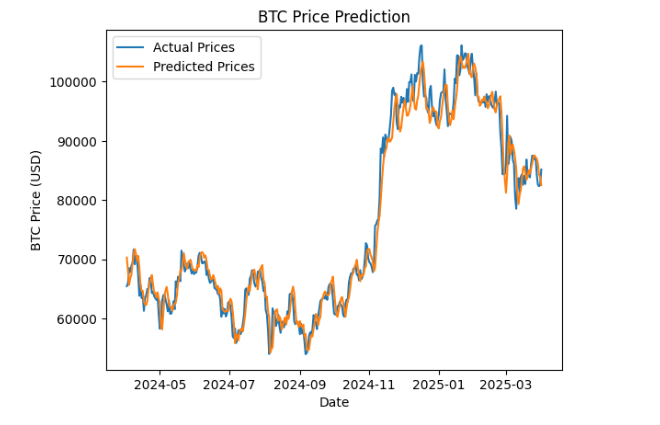 BTC Price Prediction
Actual Prices
Predicted Prices
100000
90000
80000
70000
60000
BTC Price (USD)
2024-05 2024-07 2024-09 2024-11 2025-01 2025-03
Date